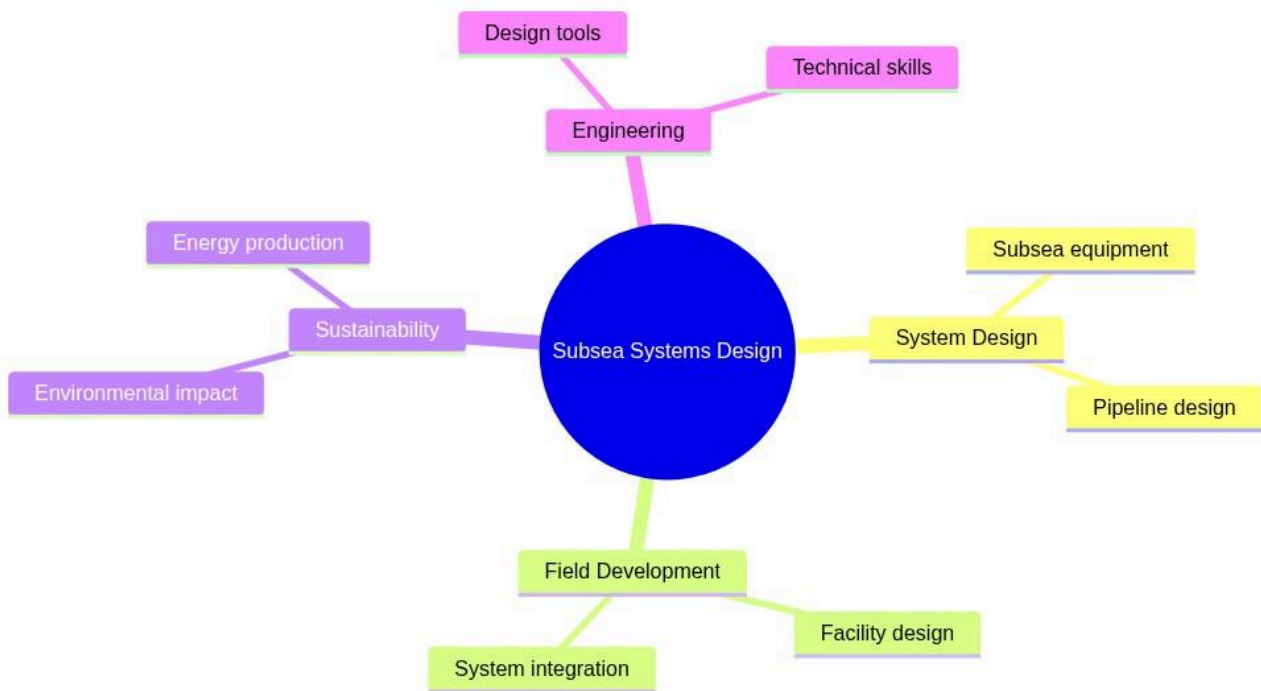 Design tools
Technical skills
Engineering
Energy production
Subsea equipment
Sustainability
System Design
Subsea Systems Design
Environmental impact
Pipeline design
Field Development
Facility design
System integration